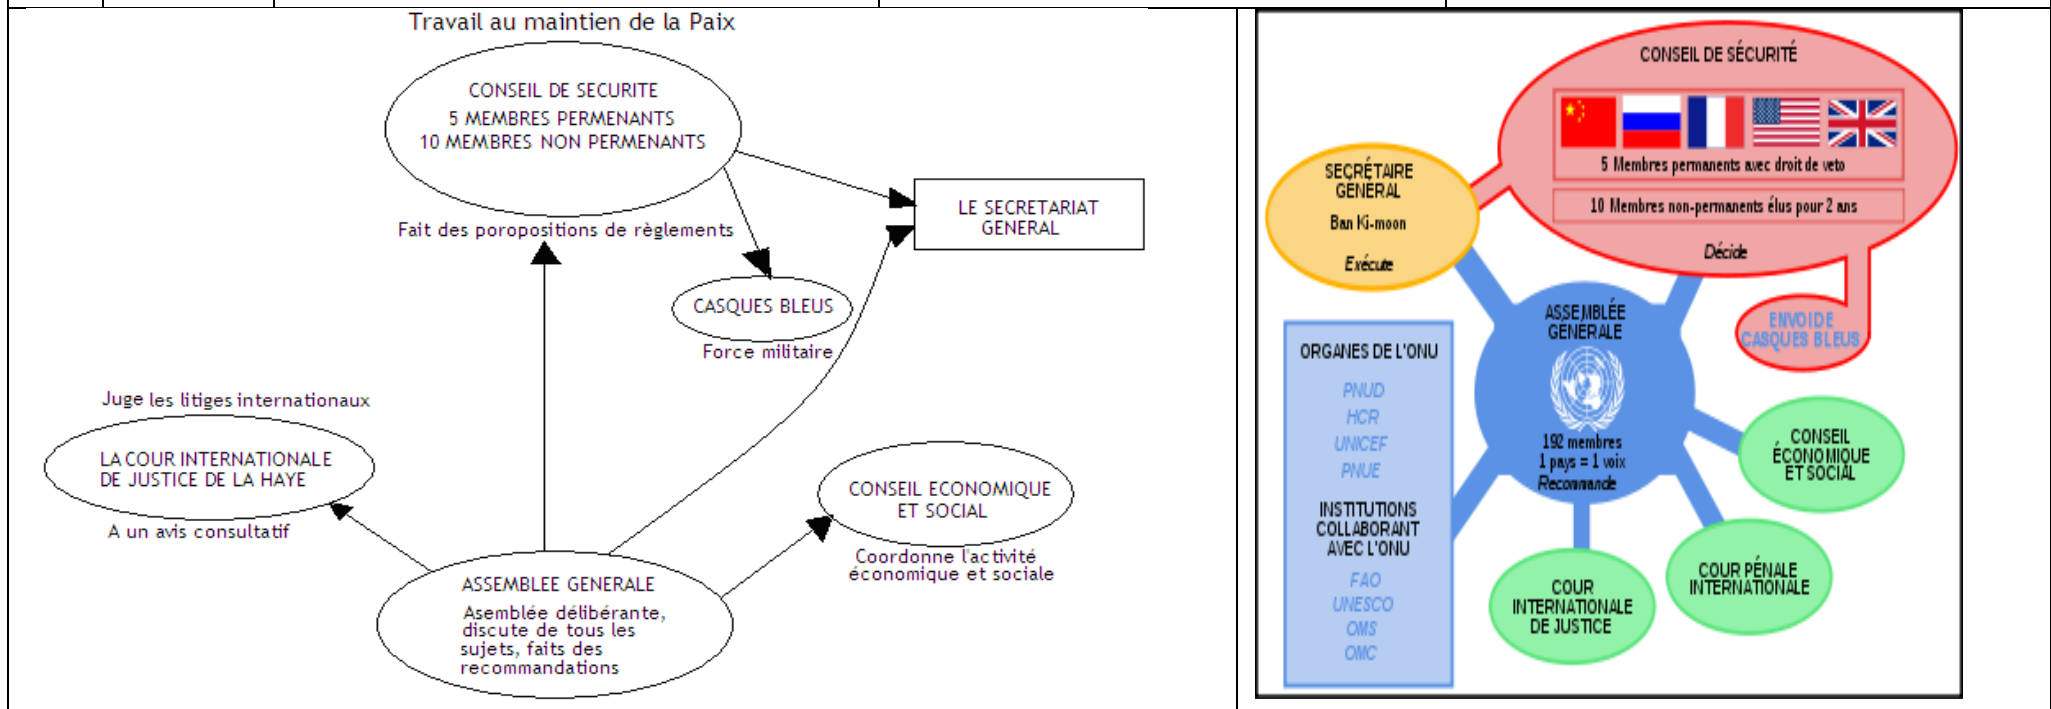 Travail au maintien de la Paix
CONSEIL DE SECURITE
5 MEMBRES PERMENANTS
10 MEMBRES NON PERMENANTS
Fait des poropositions de règlements
LE SECRETARIAT
GENERAL
CASQUES BLEUS
Force militaire
Juge les litiges internationaux
LA COUR INTERNATIONALE
DE JUSTICE DE LA HAYE
A un avis consultatif
CONSEIL ECONOMIQUE
ET SOCIAL
Coordonne l'activité
économique et sociale
ASSEMBLEE GENERALE
Asemblée délibérante,
discute de tous les
sujets, faits des
recommandations
CONSEIL DE SÉCURITÉ
5 Membres permanents avec droit de veto
10 Membres non-permanents élus pour 2 ans
Décide
SECRÉTAIRE
GÉNÉRAL
Ban Ki-moon
Exécute
ASSEMBLÉE
GENERALE
192 membres
1 pays = 1 voix
Recommande
ENVOI DE
CASQUES BLEUS
ORGANES DE L'ONU
PNUD
HCR
UNICEF
PNUE
INSTITUTIONS
COLLABORANT
AVEC L'ONU
FAO
UNESCO
OMS
OMC
CONSEIL
ÉCONOMIQUE
ET SOCIAL
COUR PÉNALE
INTERNATIONALE
COUR
INTERNATIONALE
DE JUSTICE